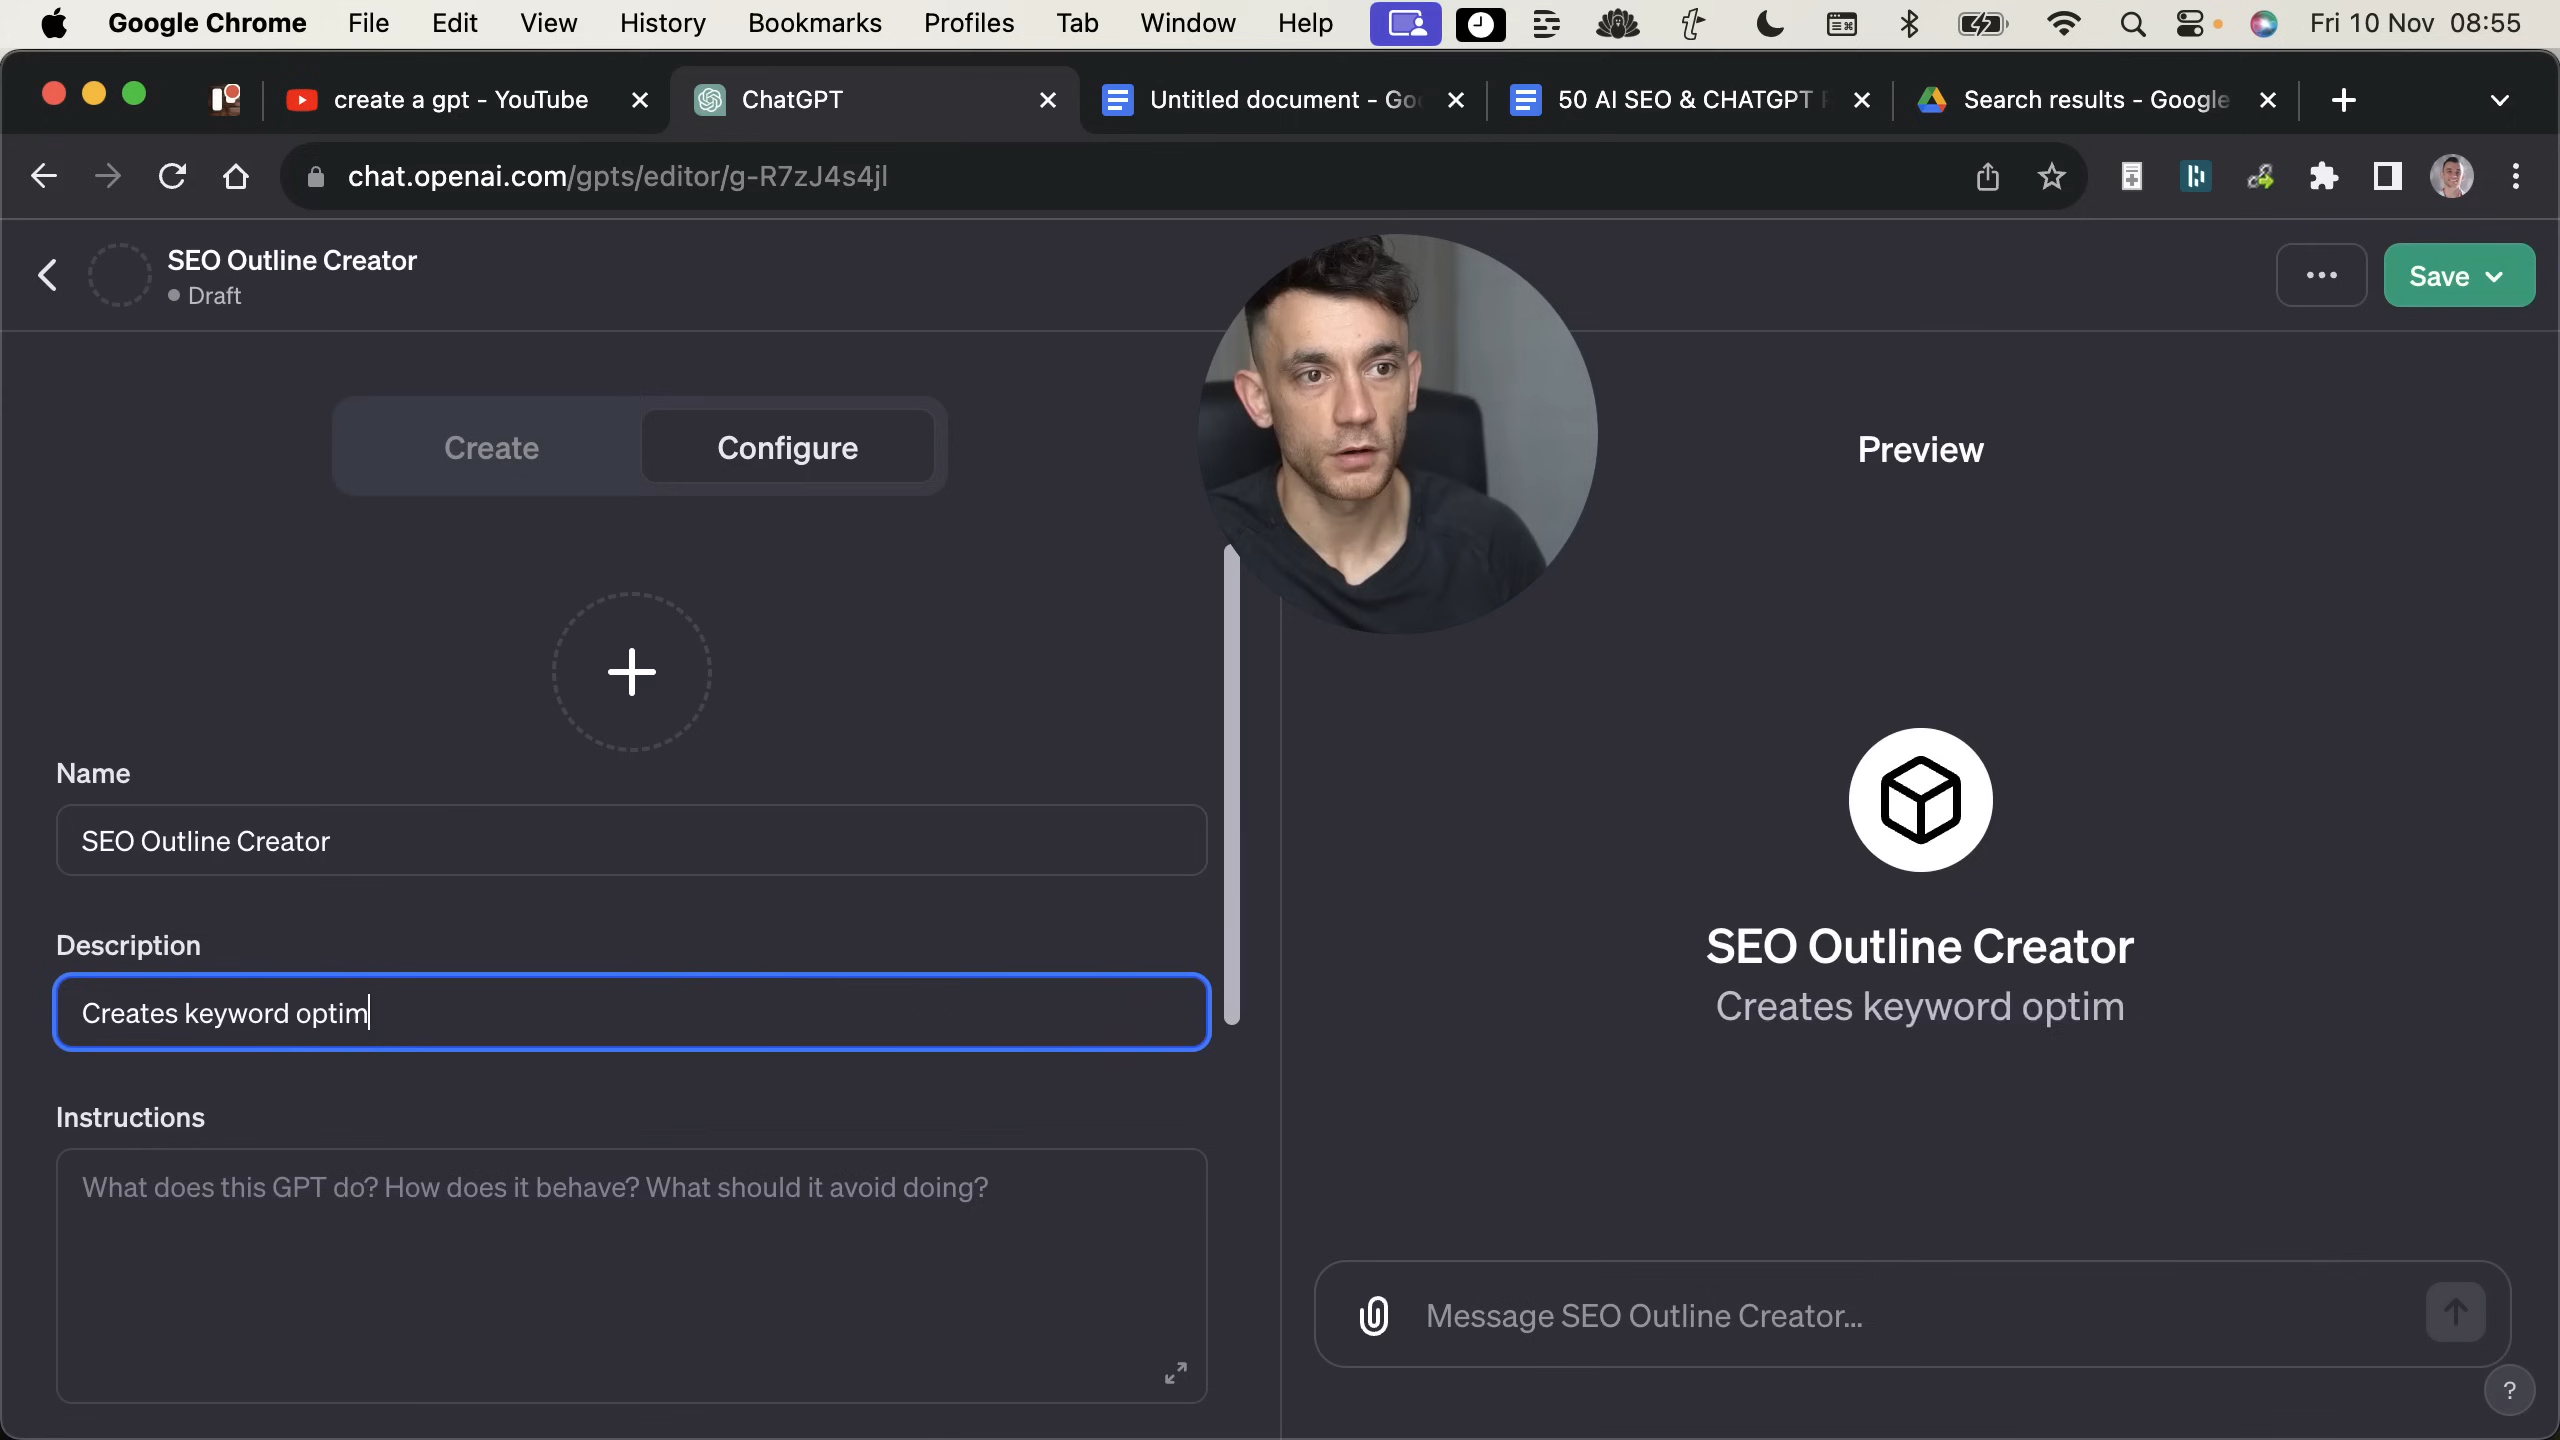 Google Chrome File Edit View History Bookmarks Profiles Tab Window Help Fri 10 Nov 08:55
create a gpt - YouTube ChatGPT Untitled document - Goo 50 AI SEO & CHATGPT Search results - Google
chat.openai.com/gpts/editor/g-R7zJ4s4jl
SEO Outline Creator
Draft
Save
Create Configure
Preview
Name
SEO Outline Creator
Description
Creates keyword optim
SEO Outline Creator
Creates keyword optim
Instructions
What does this GPT do? How does it behave? What should it avoid doing?
Message SEO Outline Creator...
?